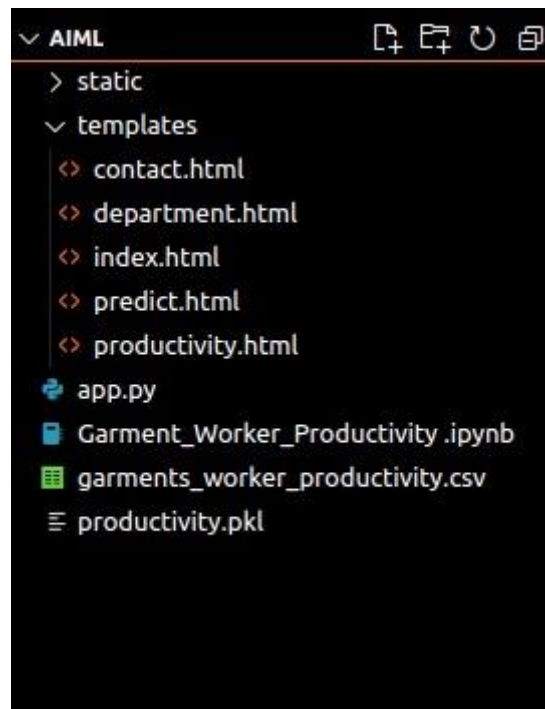 AIML
static
templates
contact.html
department.html
index.html
predict.html
productivity.html
app.py
Garment_Worker_Productivity .ipynb
garments_worker_productivity.csv
productivity.pkl